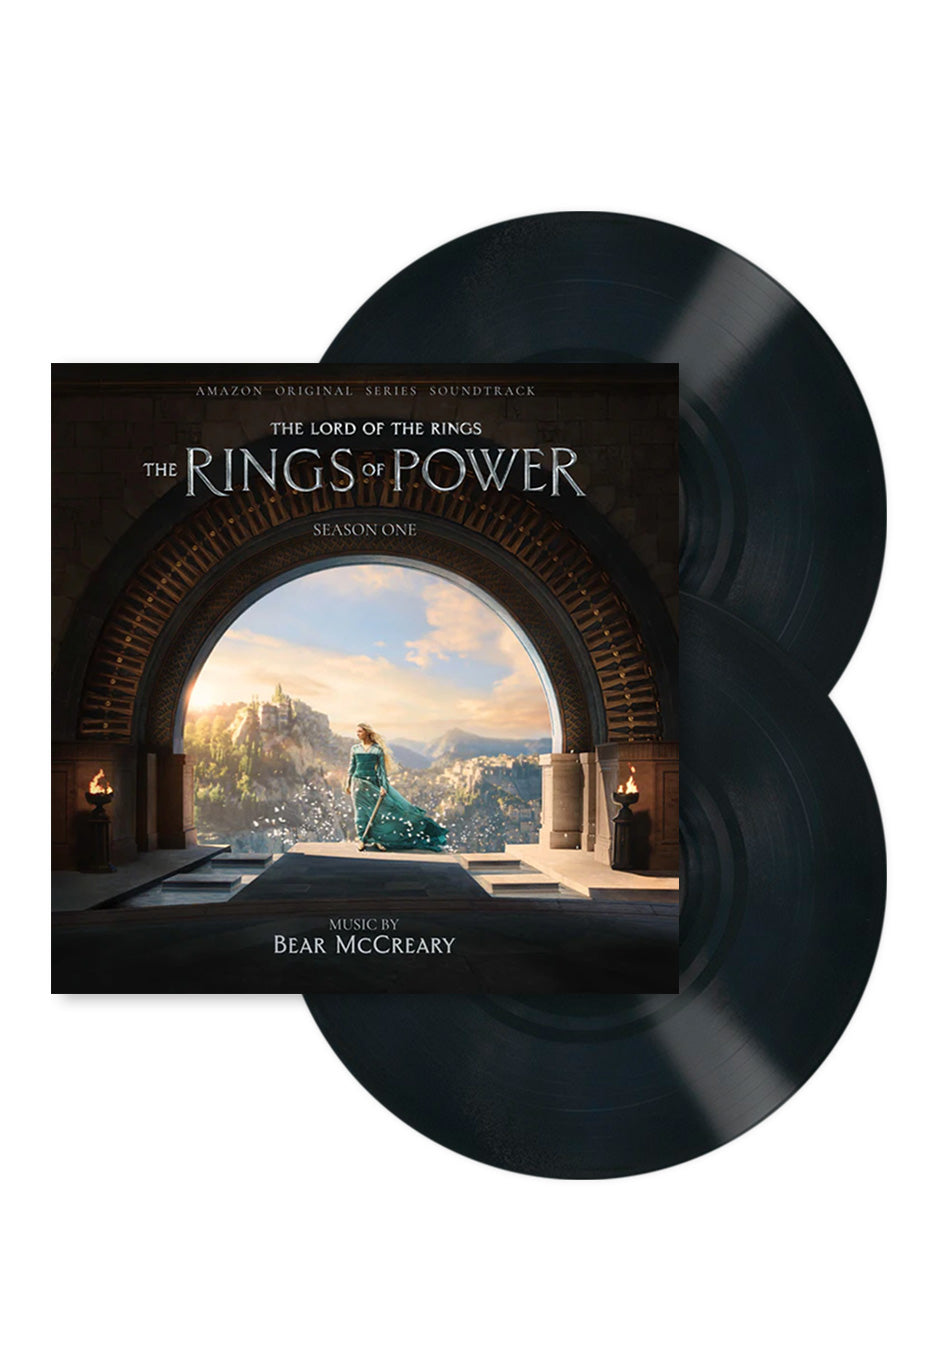 AMAZON ORIGINAL SERIES SOUNDTRACK
THE LORD OF THE RINGS
THE RINGS OF POWER
SEASON ONE
MUSIC BY
BEAR McCREARY